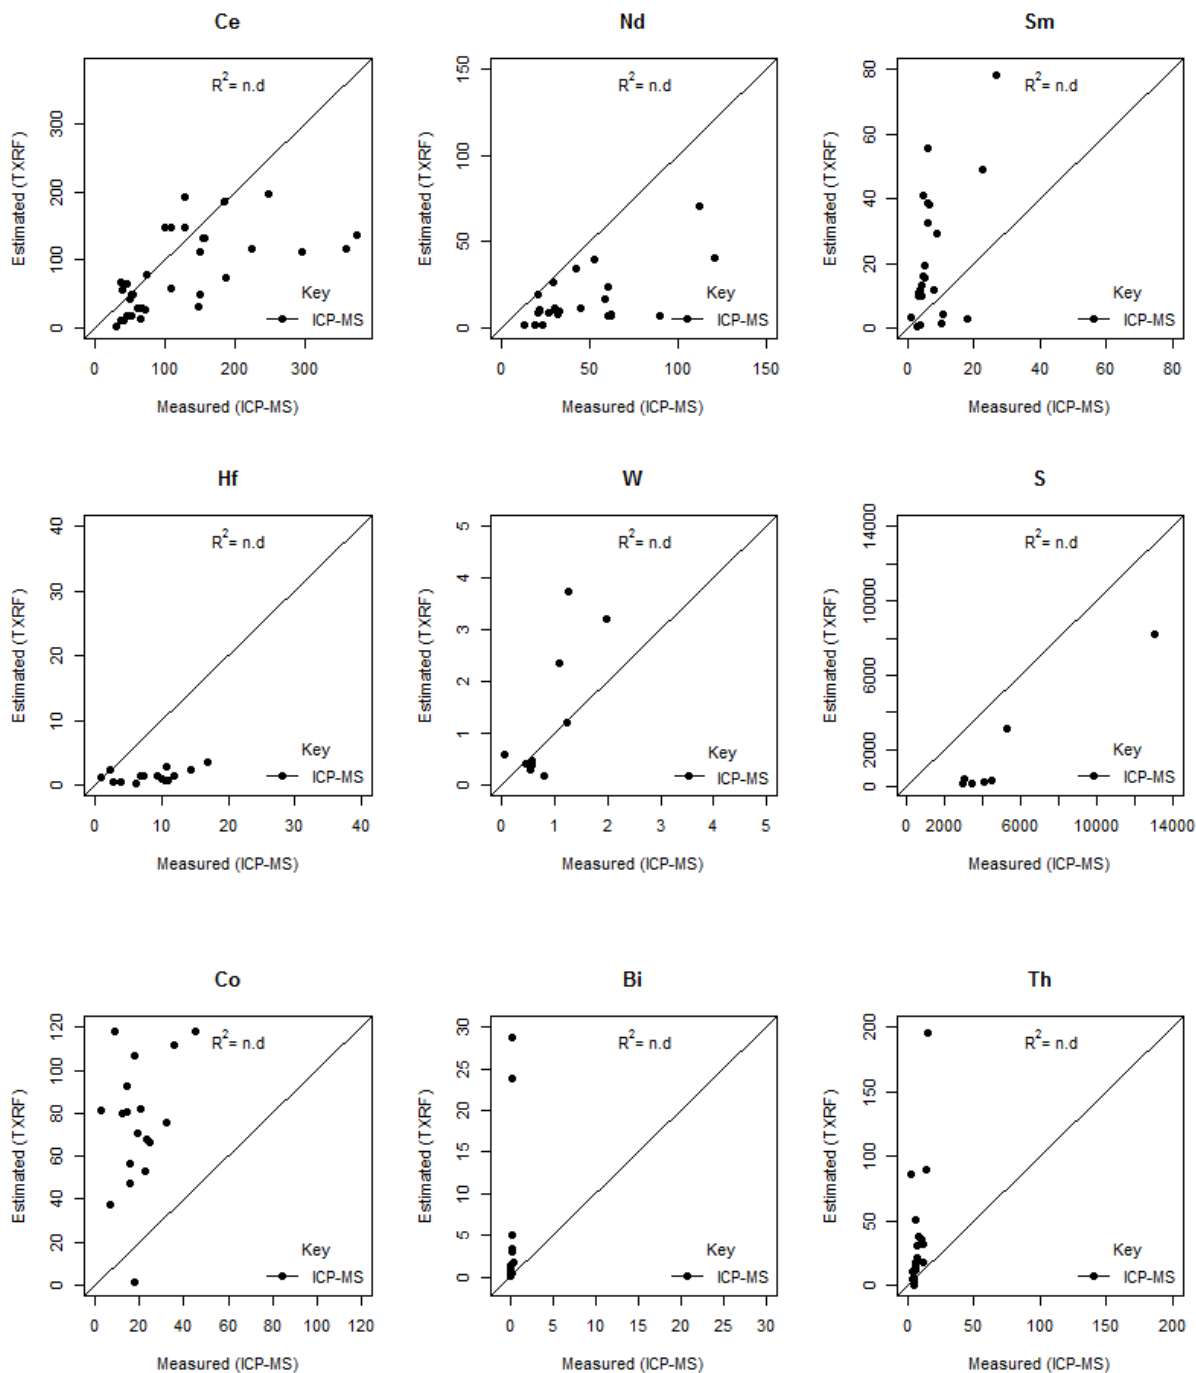 Ce
R2= n.d
Estimated (TXRF)
0 100 200 300
Key
ICP-MS
0 100 200 300
Measured (ICP-MS)
Nd
R2= n.d
Estimated (TXRF)
0 50 100 150
Key
ICP-MS
0 50 100 150
Measured (ICP-MS)
Sm
R2= n.d
Estimated (TXRF)
0 20 40 60 80
Key
ICP-MS
0 20 40 60 80
Measured (ICP-MS)
Hf
R2= n.d
Estimated (TXRF)
0 10 20 30 40
Key
ICP-MS
0 10 20 30 40
Measured (ICP-MS)
W
R2= n.d
Estimated (TXRF)
0 1 2 3 4 5
Key
ICP-MS
0 1 2 3 4 5
Measured (ICP-MS)
S
R2= n.d
Estimated (TXRF)
0 2000 6000 10000 14000
Key
ICP-MS
0 2000 6000 10000 14000
Measured (ICP-MS)
Co
R2= n.d
Estimated (TXRF)
0 20 40 60 80 100 120
Key
ICP-MS
0 20 40 60 80 100 120
Measured (ICP-MS)
Bi
R2= n.d
Estimated (TXRF)
0 5 10 15 20 25 30
Key
ICP-MS
0 5 10 15 20 25 30
Measured (ICP-MS)
Th
R2= n.d
Estimated (TXRF)
0 50 100 150 200
Key
ICP-MS
0 50 100 150 200
Measured (ICP-MS)